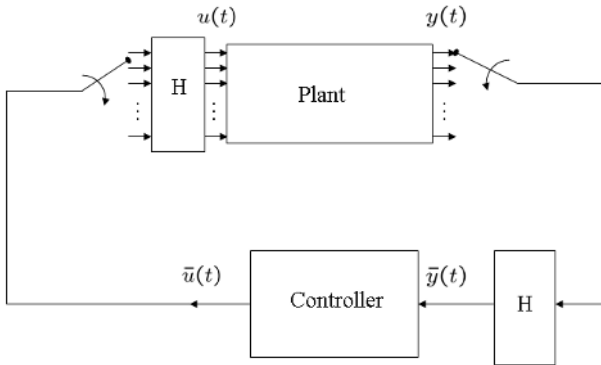 u(t)
y(t)
H
Plant
ū(t)
ȳ(t)
Controller
H